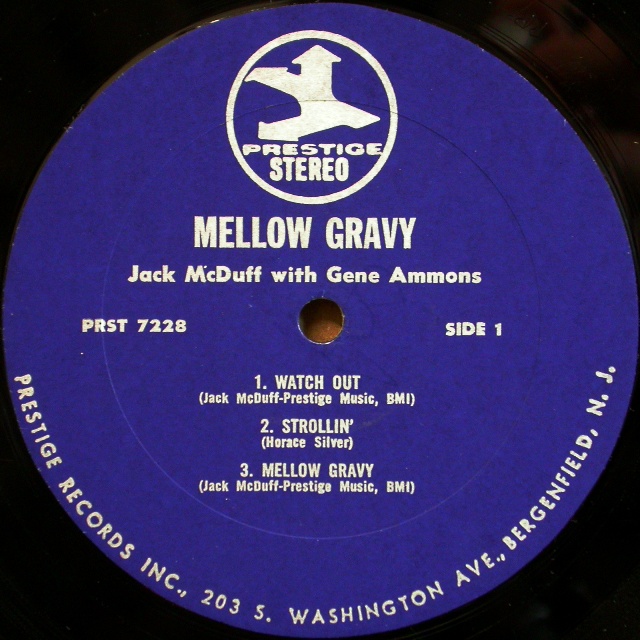 PRESTIGE
STEREO
MELLOW GRAVY
Jack McDuff with Gene Ammons
PRST 7228
SIDE 1
1. WATCH OUT
(Jack McDuff-Prestige Music, BMI)
2. STROLLIN'
(Horace Silver)
3. MELLOW GRAVY
(Jack McDuff-Prestige Music, BMI)
PRESTIGE RECORDS INC., 203 S. WASHINGTON AVE., BERGENFIELD, N. J.